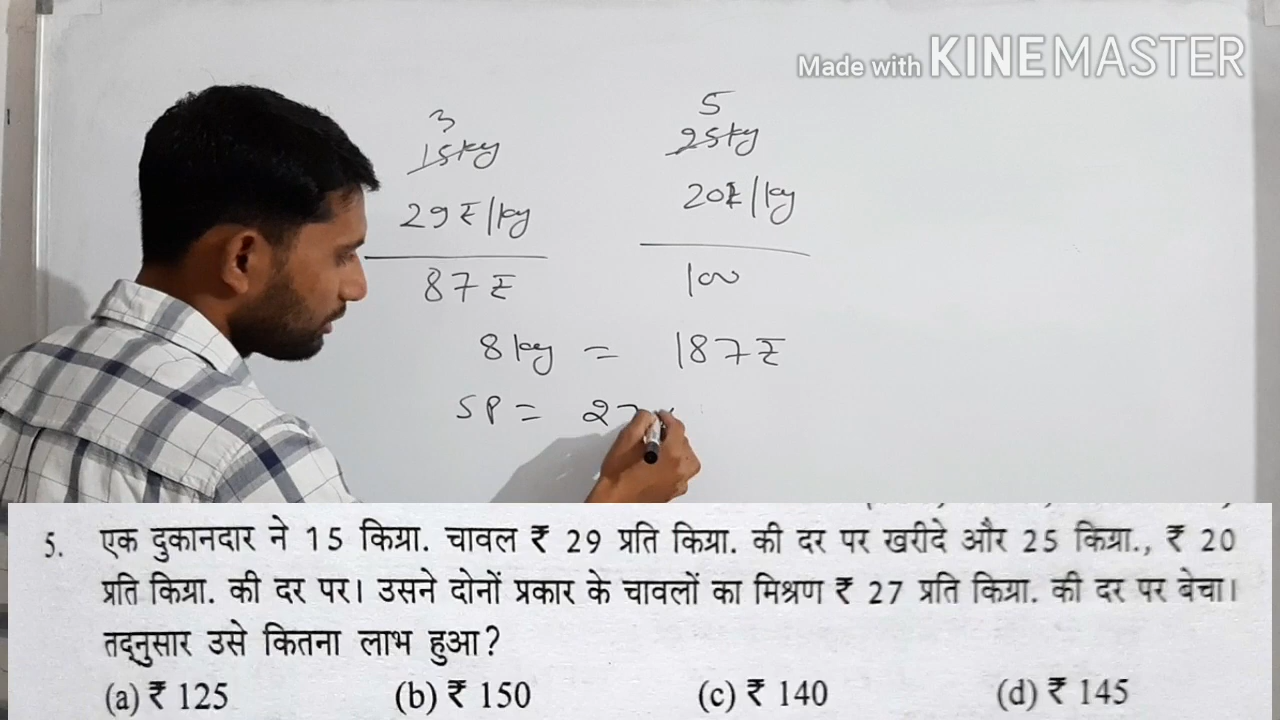 Made with KINEMASTER
3 5
15kg 25kg
29₹/kg 20₹/kg
87₹ 100
8kg = 187₹
SP = 27
5. एक दुकानदार ने 15 किग्रा. चावल ₹ 29 प्रति किग्रा. की दर पर खरीदे और 25 किग्रा., ₹ 20
प्रति किग्रा. की दर पर। उसने दोनों प्रकार के चावलों का मिश्रण ₹ 27 प्रति किग्रा. की दर पर बेचा।
तद्नुसार उसे कितना लाभ हुआ?
(a) ₹ 125 (b) ₹ 150 (c) ₹ 140 (d) ₹ 145